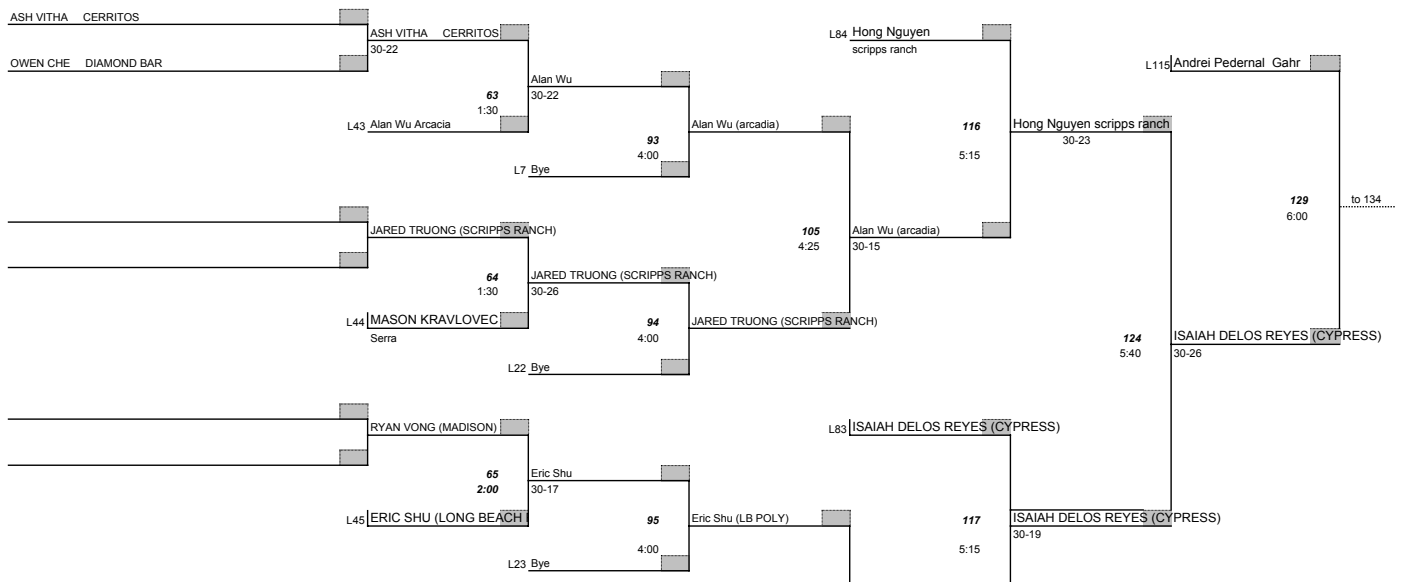 ASH VITHA CERRITOS
ASH VITHA CERRITOS
30-22
OWEN CHE DIAMOND BAR
L84 Hong Nguyen
scripps ranch
L115 Andrei Pedernal Gahr
Alan Wu
30-22
63
1:30
L43 Alan Wu Arcacia
Alan Wu (arcadia)
93
4:00
L7 Bye
116
5:15
Hong Nguyen scripps ranch
30-23
129
6:00
to 134
JARED TRUONG (SCRIPPS RANCH)
105
4:25
Alan Wu (arcadia)
30-15
64
1:30
JARED TRUONG (SCRIPPS RANCH)
30-26
L44 MASON KRAVLOVEC
Serra
94
4:00
JARED TRUONG (SCRIPPS RANCH)
L22 Bye
124
5:40
ISAIAH DELOS REYES (CYPRESS)
30-26
RYAN VONG (MADISON)
L83 ISAIAH DELOS REYES (CYPRESS)
65
2:00
Eric Shu
30-17
L45 ERIC SHU (LONG BEACH
95
4:00
Eric Shu (LB POLY)
L23 Bye
117
5:15
ISAIAH DELOS REYES (CYPRESS)
30-19